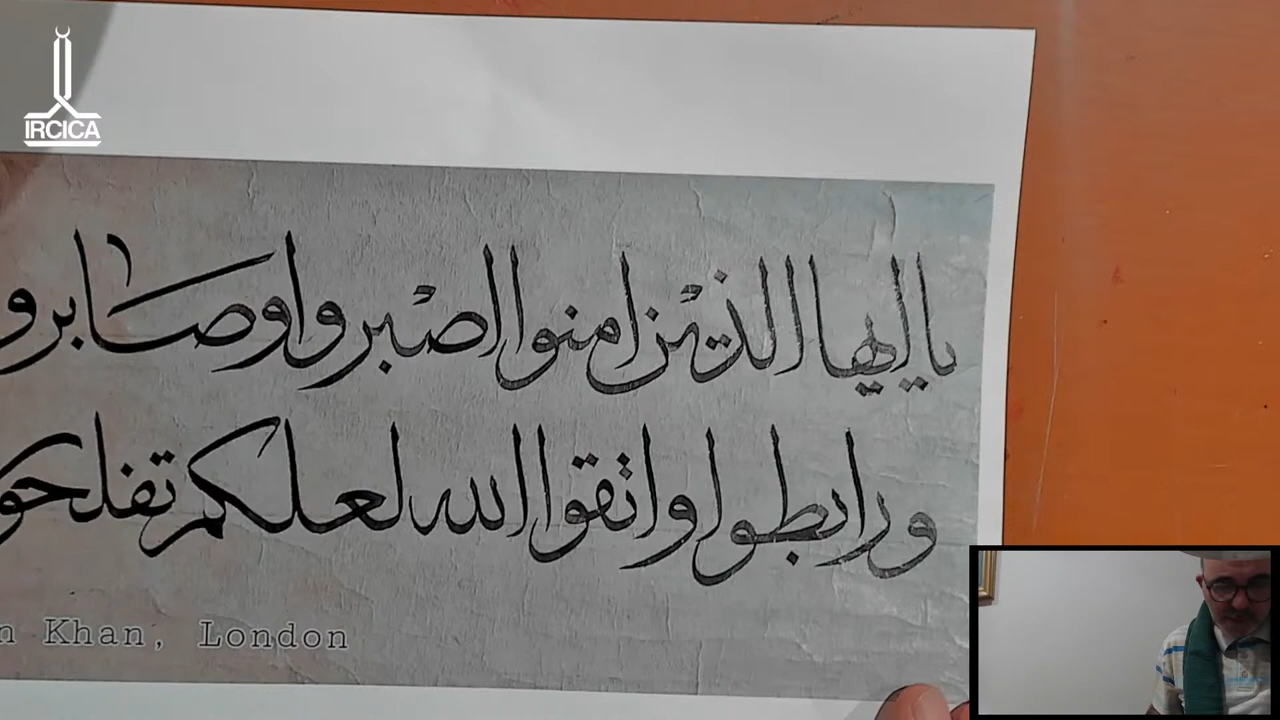 IRCICA
يا ايها الذين امنوا اصبروا وصابرو
ورابطوا واتقوا الله لعلكم تفلحو
n Khan, London